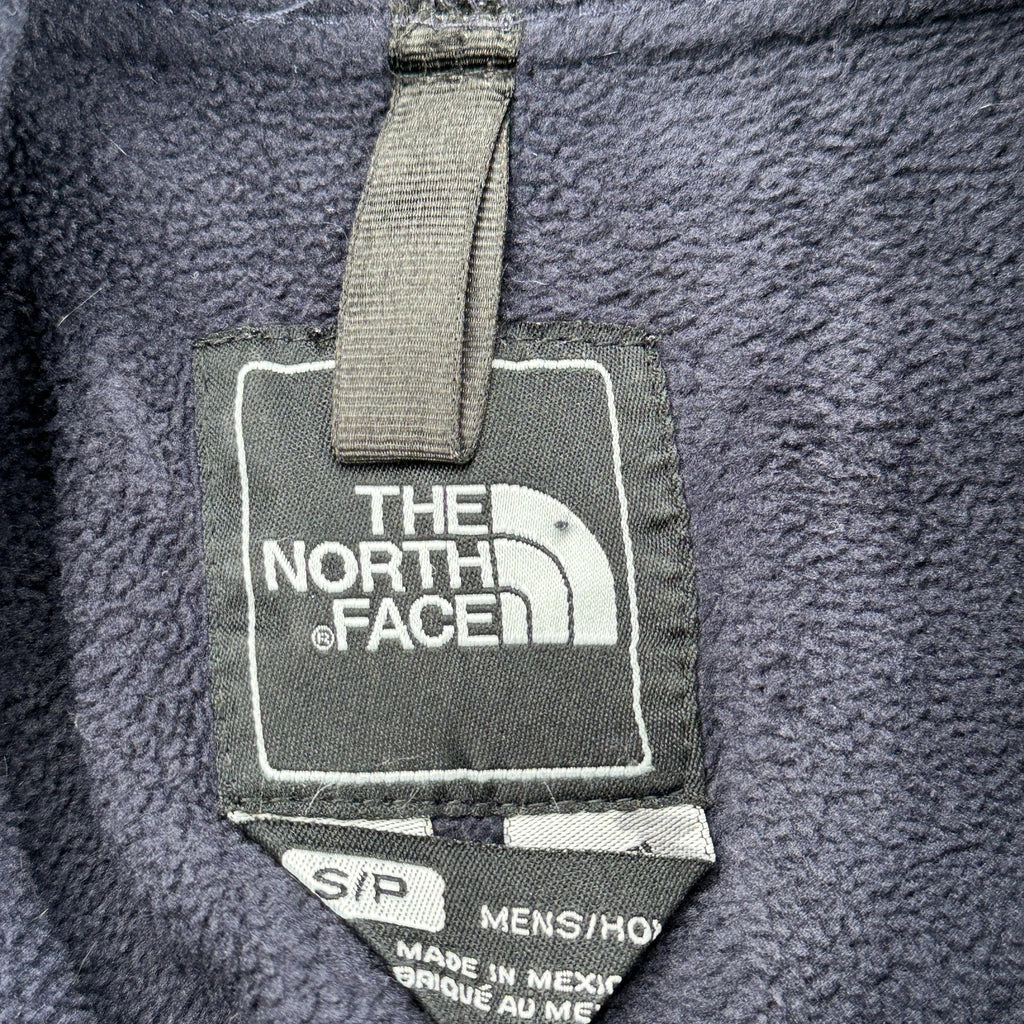 THE
NORTH
®FACE
S/P
MENS/HO
MADE IN MEXIC
BRIQUÉ AU ME